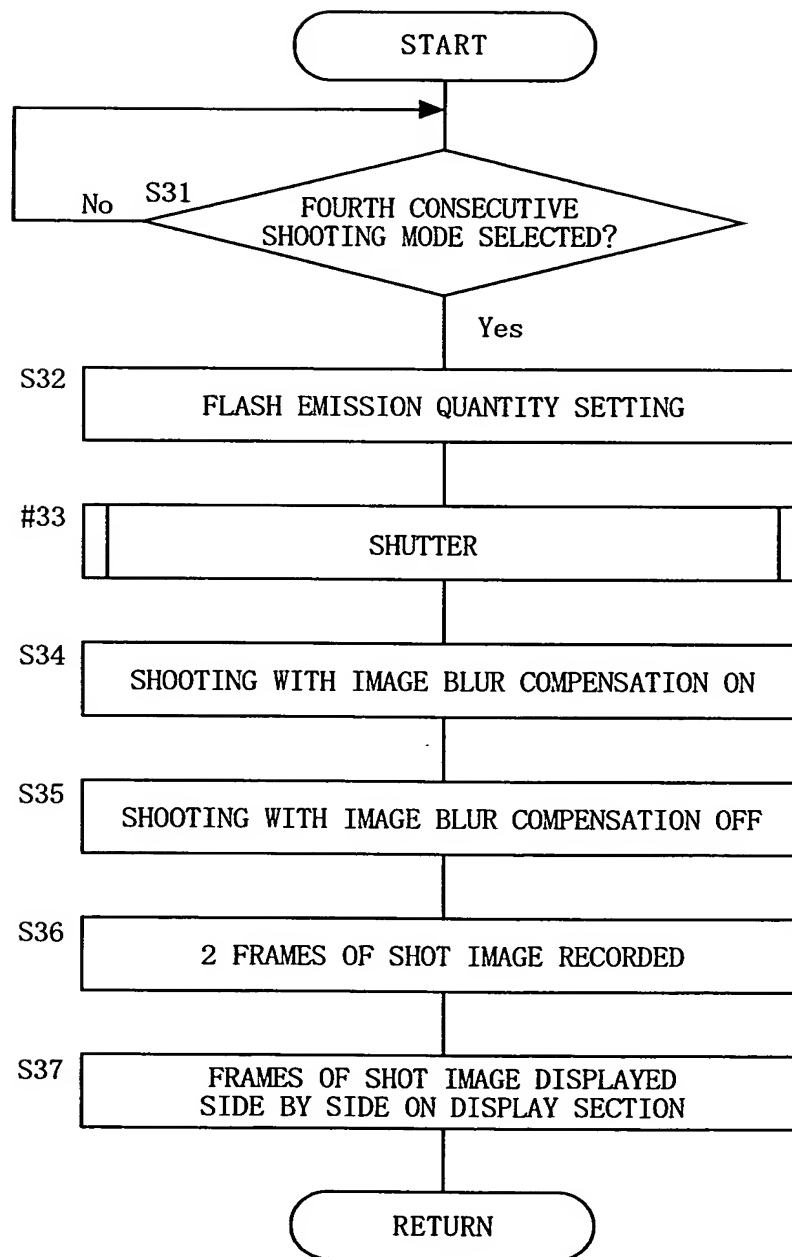 START
S31
No
FOURTH CONSECUTIVE
SHOOTING MODE SELECTED?
Yes
S32
FLASH EMISSION QUANTITY SETTING
#33
SHUTTER
S34
SHOOTING WITH IMAGE BLUR COMPENSATION ON
S35
SHOOTING WITH IMAGE BLUR COMPENSATION OFF
S36
2 FRAMES OF SHOT IMAGE RECORDED
S37
FRAMES OF SHOT IMAGE DISPLAYED
SIDE BY SIDE ON DISPLAY SECTION
RETURN